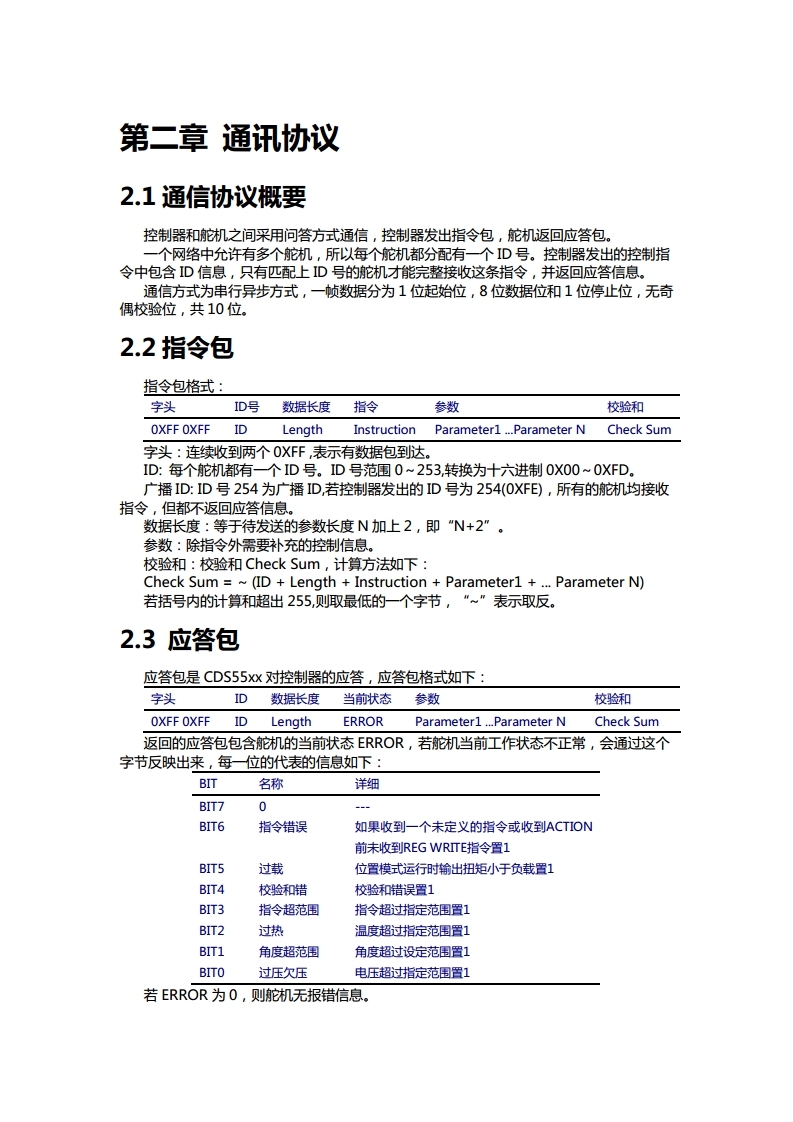 第二章 通讯协议
2.1 通信协议概要
控制器和舵机之间采用问答方式通信，控制器发出指令包，舵机返回应答包。
一个网络中允许有多个舵机，所以每个舵机都分配有一个 ID 号。控制器发出的控制指
令中包含 ID 信息，只有匹配上 ID 号的舵机才能完整接收这条指令，并返回应答信息。
通信方式为串行异步方式，一帧数据分为 1 位起始位，8 位数据位和 1 位停止位，无奇
偶校验位，共 10 位。
2.2 指令包
指令包格式：
字头 ID号 数据长度 指令 参数 校验和
0XFF 0XFF ID Length Instruction Parameter1 ...Parameter N Check Sum
字头：连续收到两个 0XFF ,表示有数据包到达。
ID: 每个舵机都有一个 ID 号。ID 号范围 0～253,转换为十六进制 0X00～0XFD。
广播 ID: ID 号 254 为广播 ID,若控制器发出的 ID 号为 254(0XFE)，所有的舵机均接收
指令，但都不返回应答信息。
数据长度：等于待发送的参数长度 N 加上 2，即“N+2”。
参数：除指令外需要补充的控制信息。
校验和：校验和 Check Sum，计算方法如下：
Check Sum = ~ (ID + Length + Instruction + Parameter1 + ... Parameter N)
若括号内的计算和超出 255,则取最低的一个字节，“~”表示取反。
2.3 应答包
应答包是 CDS55xx 对控制器的应答，应答包格式如下：
字头 ID 数据长度 当前状态 参数 校验和
0XFF 0XFF ID Length ERROR Parameter1 ...Parameter N Check Sum
返回的应答包包含舵机的当前状态 ERROR，若舵机当前工作状态不正常，会通过这个
字节反映出来，每一位的代表的信息如下：
BIT 名称 详细
BIT7 0 ---
BIT6 指令错误 如果收到一个未定义的指令或收到ACTION
前未收到REG WRITE指令置1
BIT5 过载 位置模式运行时输出扭矩小于负载置1
BIT4 校验和错 校验和错误置1
BIT3 指令超范围 指令超过指定范围置1
BIT2 过热 温度超过指定范围置1
BIT1 角度超范围 角度超过设定范围置1
BIT0 过压欠压 电压超过指定范围置1
若 ERROR 为 0，则舵机无报错信息。